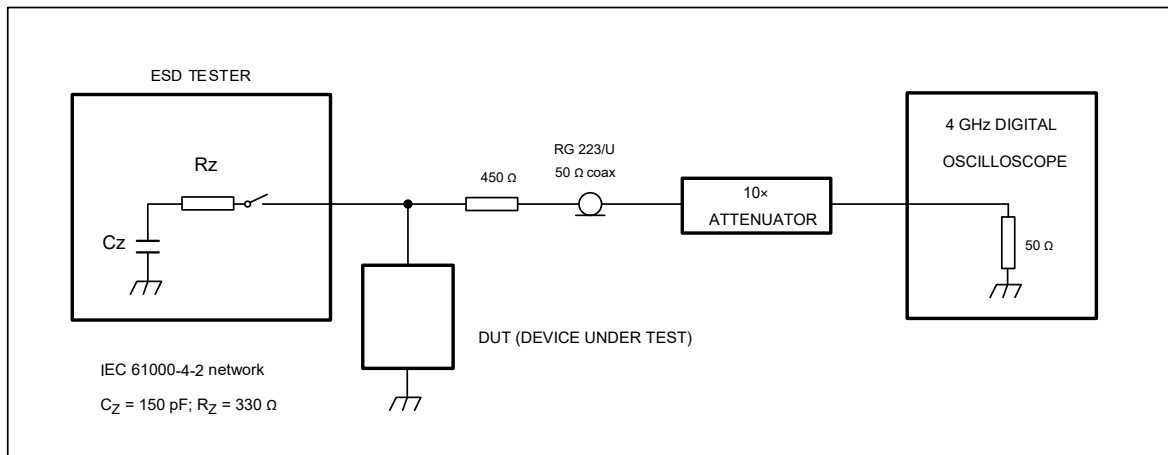 ESD TESTER
Rz
Cz
IEC 61000-4-2 network
CZ = 150 pF; RZ = 330 Ω
DUT (DEVICE UNDER TEST)
450 Ω
RG 223/U
50 Ω coax
10×
ATTENUATOR
4 GHz DIGITAL
OSCILLOSCOPE
50 Ω